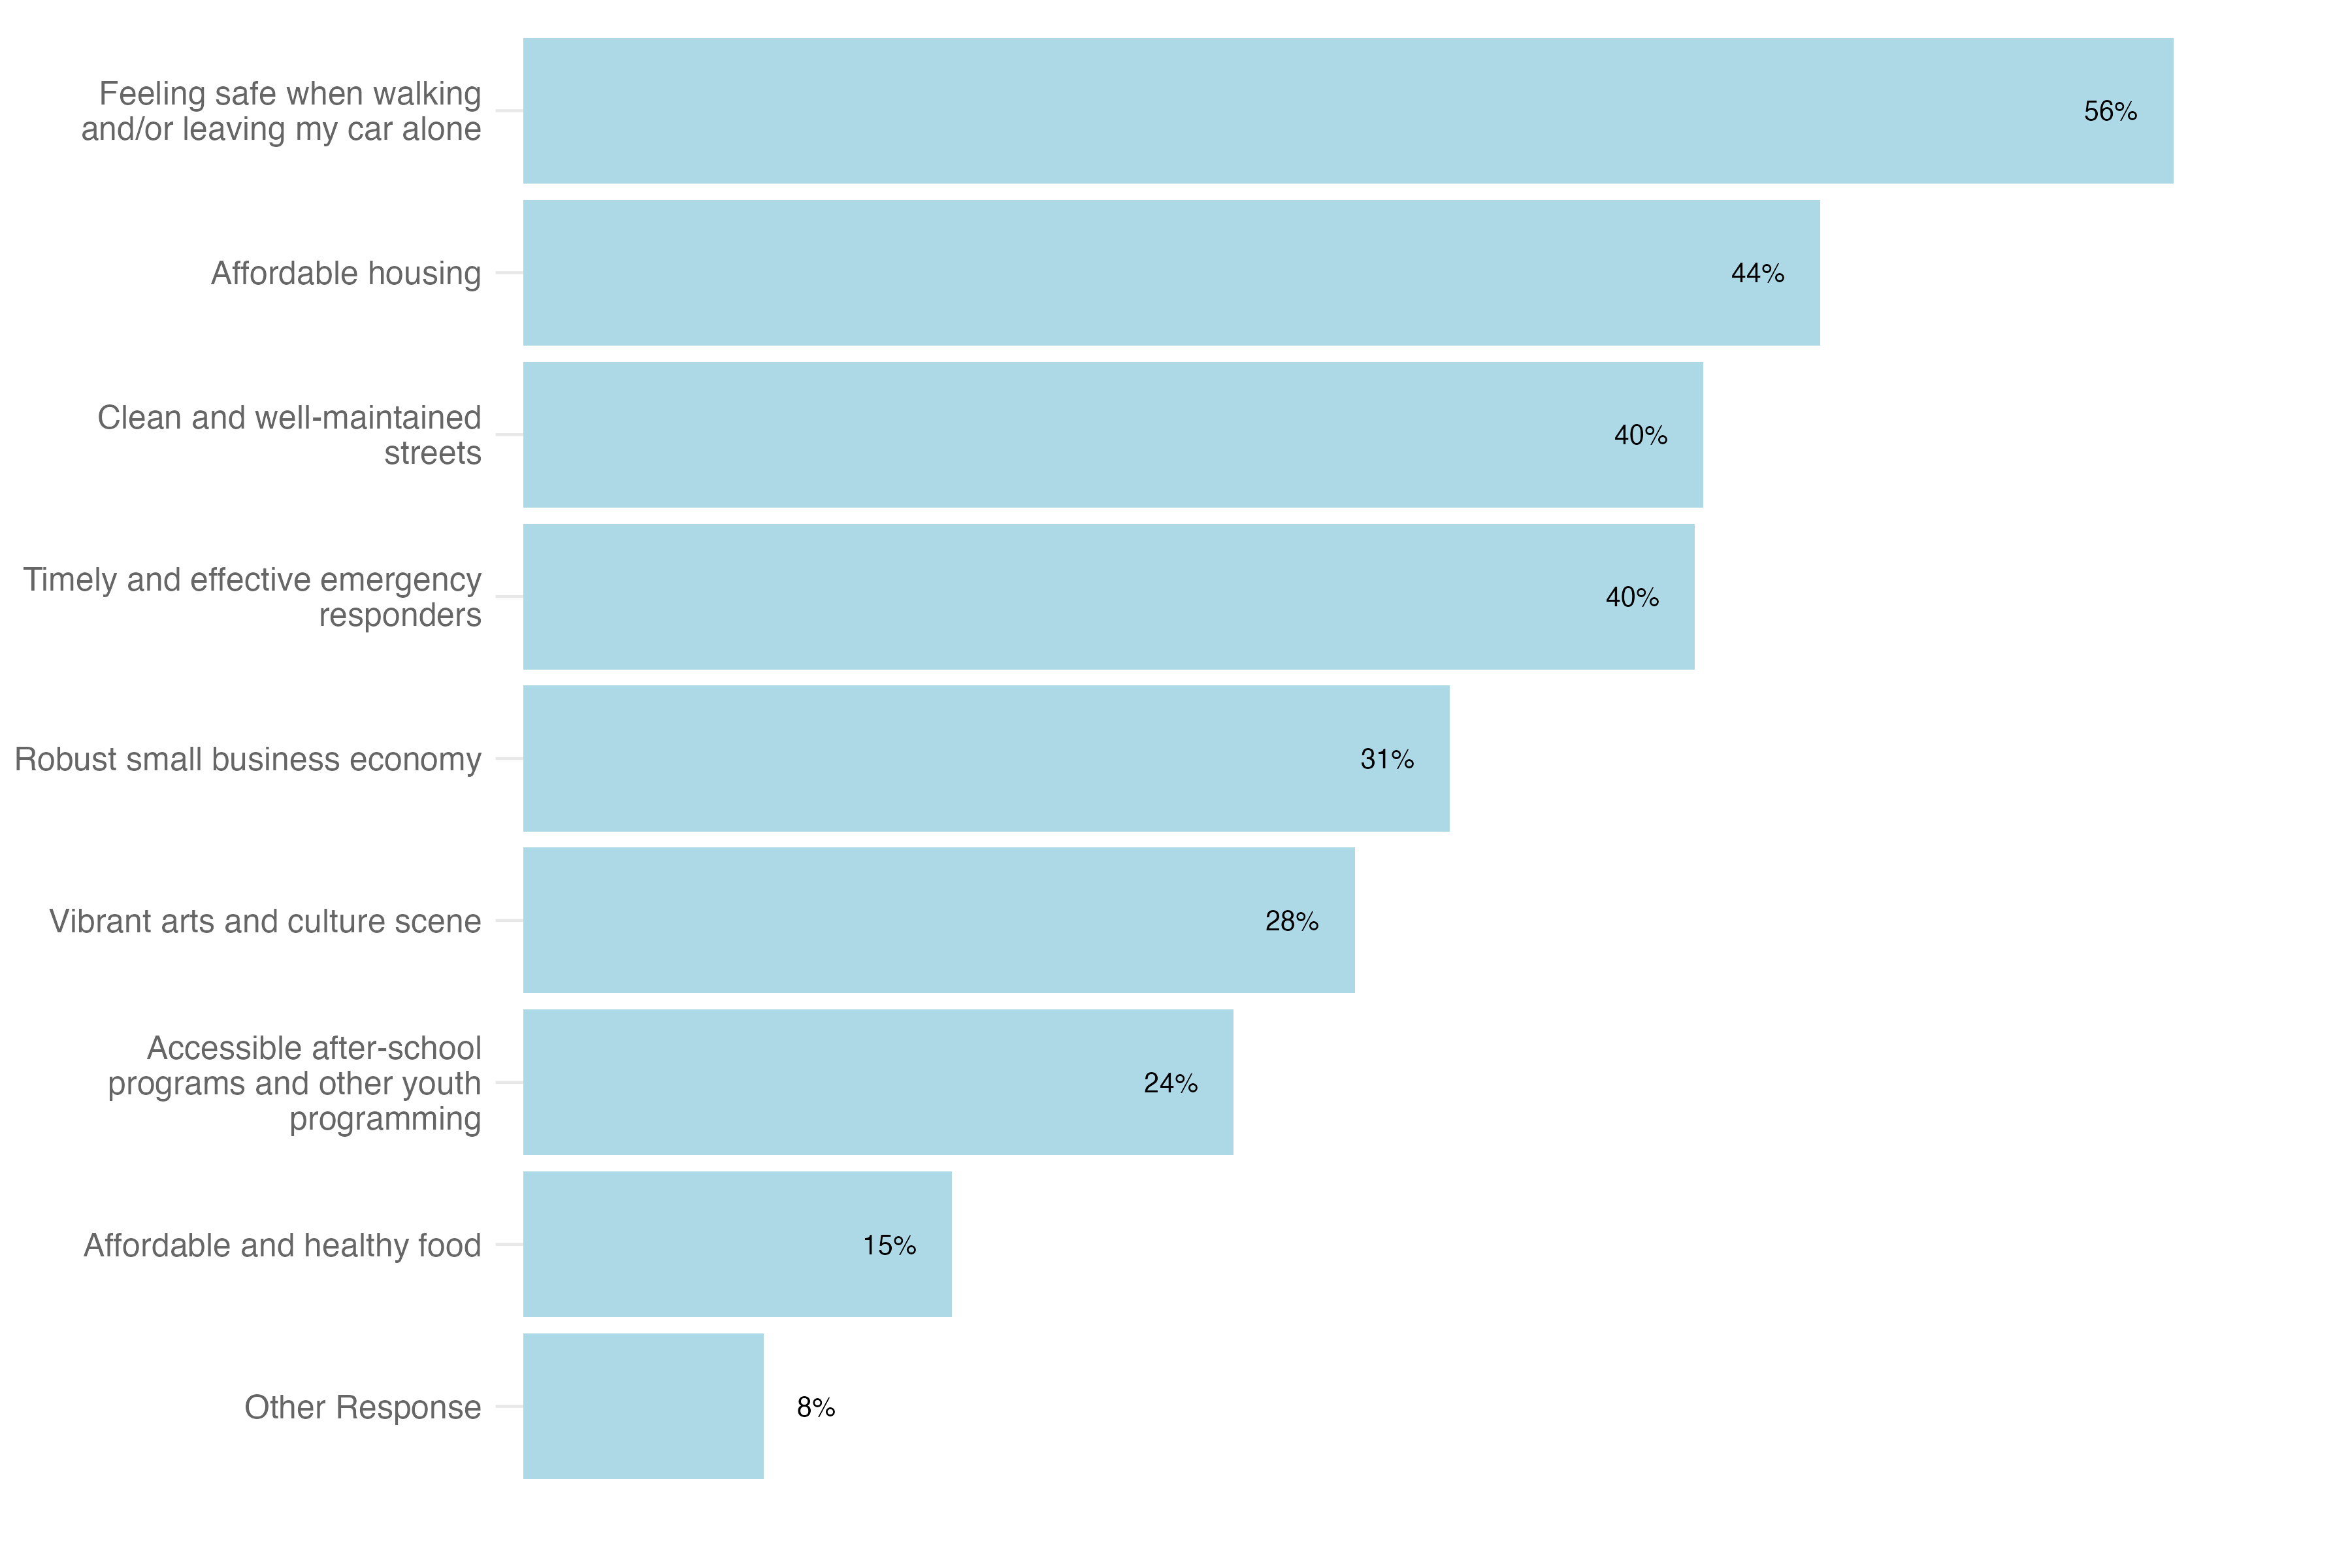 Feeling safe when walking
and/or leaving my car alone
56%
Affordable housing
44%
Clean and well-maintained
streets
40%
Timely and effective emergency
responders
40%
Robust small business economy
31%
Vibrant arts and culture scene
28%
Accessible after-school
programs and other youth
programming
24%
Affordable and healthy food
15%
Other Response
8%